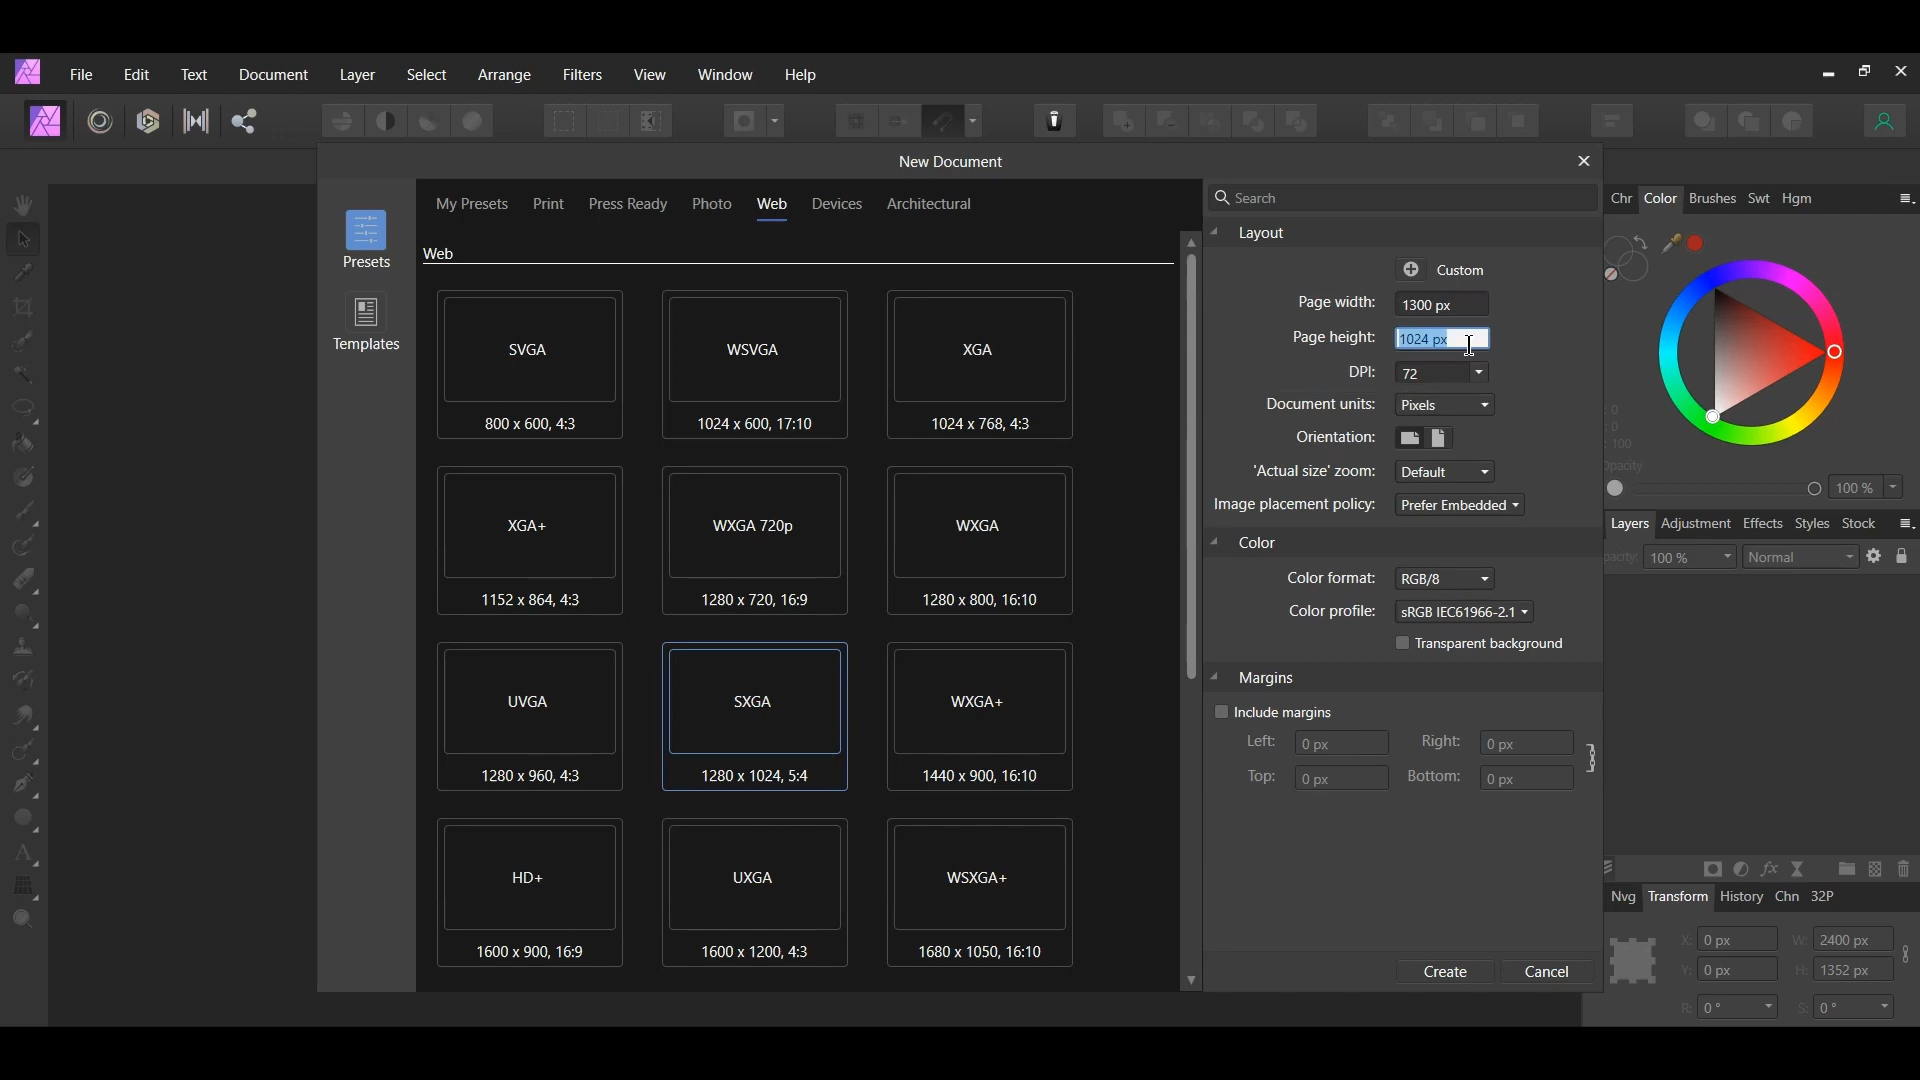 File Edit Text Document Layer Select Arrange Filters View Window Help
New Document
Presets
Templates
My Presets Print Press Ready Photo Web Devices Architectural
Web
SVGA
800 x 600, 4:3
WSVGA
1024 x 600, 17:10
XGA
1024 x 768, 4:3
XGA+
1152 x 864, 4:3
WXGA 720p
1280 x 720, 16:9
WXGA
1280 x 800, 16:10
UVGA
1280 x 960, 4:3
SXGA
1280 x 1024, 5:4
WXGA+
1440 x 900, 16:10
HD+
1600 x 900, 16:9
UXGA
1600 x 1200, 4:3
WSXGA+
1680 x 1050, 16:10
Search
Layout
Custom
Page width: 1300 px
Page height: 1024 px
DPI: 72
Document units: Pixels
Orientation:
'Actual size' zoom: Default
Image placement policy: Prefer Embedded
Color
Color format: RGB/8
Color profile: sRGB IEC61966-2.1
Transparent background
Margins
Include margins
Left: 0 px Right: 0 px
Top: 0 px Bottom: 0 px
Create Cancel
Chr Color Brushes Swt Hgm
: 0
: 0
: 100
pacity
100 %
Layers Adjustment Effects Styles Stock
pacity: 100 % Normal
Nvg Transform History Chn 32P
X: 0 px W: 2400 px
Y: 0 px H: 1352 px
R: 0 ° S: 0 °